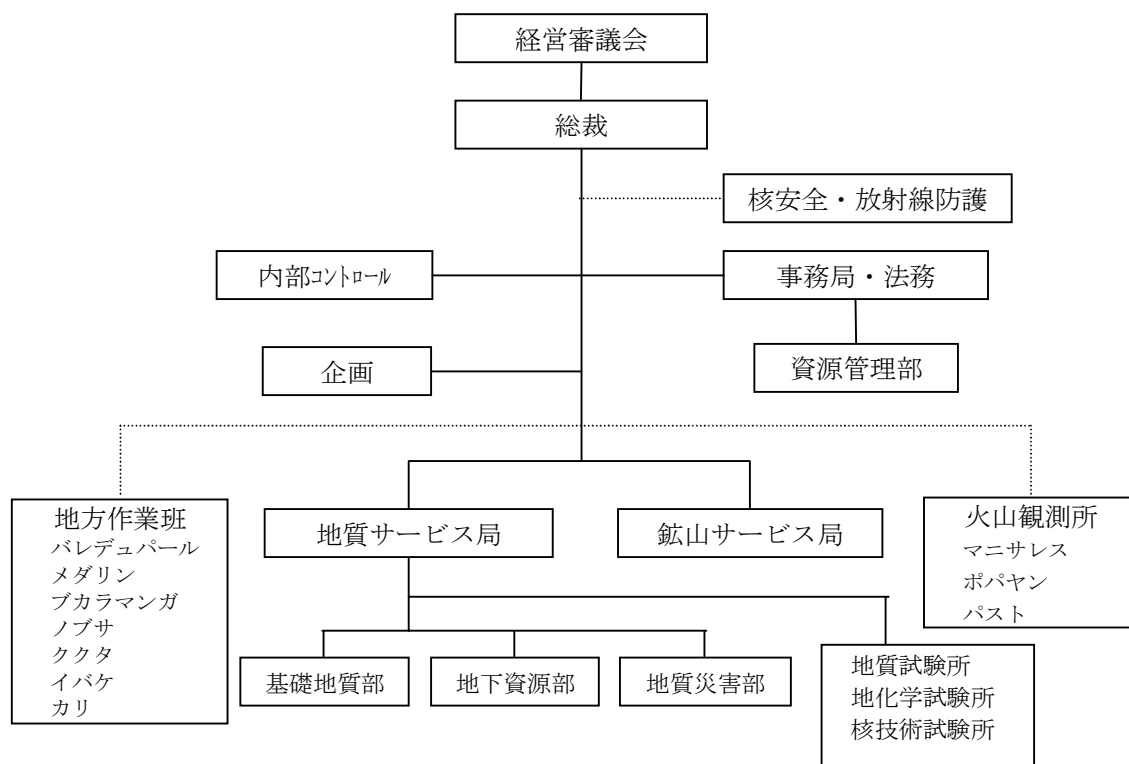 経営審議会
総裁
核安全・放射線防護
内部ｺﾝﾄﾛｰﾙ
事務局・法務
企画
資源管理部
地方作業班
バレデュパール
メダリン
ブカラマンガ
ノブサ
ククタ
イバケ
カリ
地質サービス局
鉱山サービス局
火山観測所
マニサレス
ポパヤン
パスト
基礎地質部
地下資源部
地質災害部
地質試験所
地化学試験所
核技術試験所